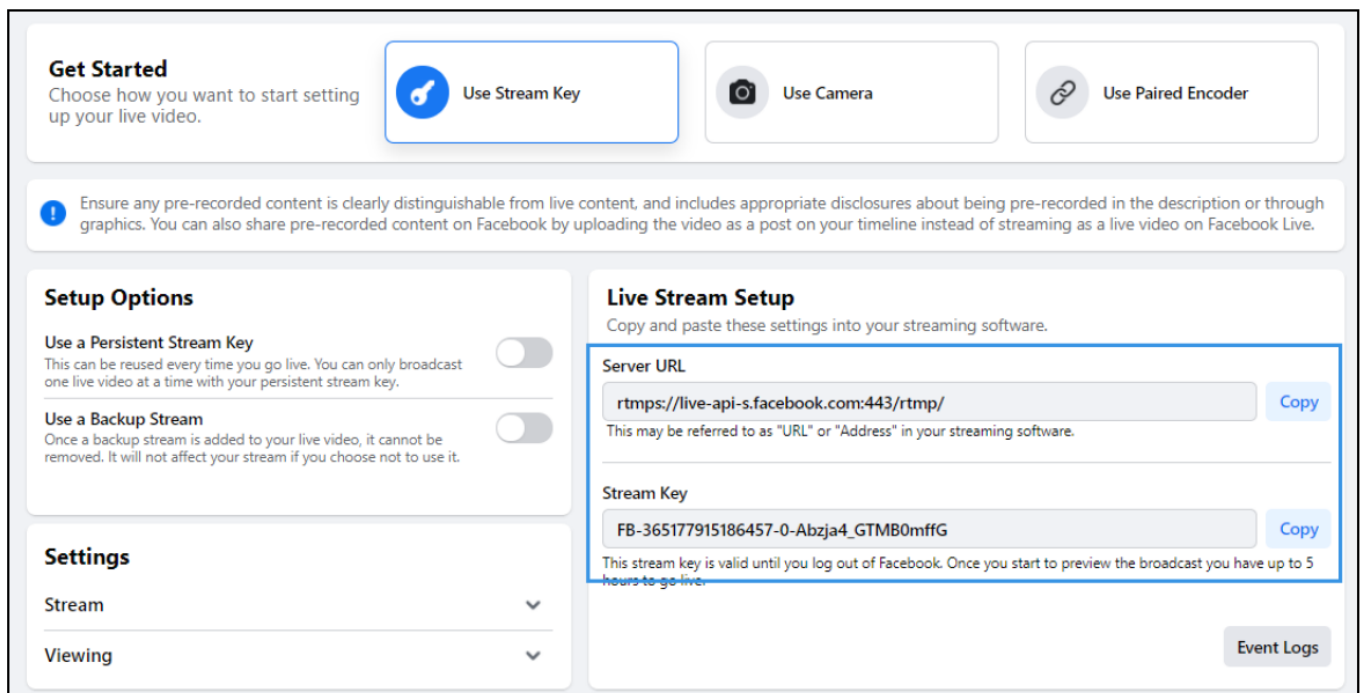 Get Started
Choose how you want to start setting
up your live video.
Use Stream Key
Use Camera
Use Paired Encoder
Ensure any pre-recorded content is clearly distinguishable from live content, and includes appropriate disclosures about being pre-recorded in the description or through
graphics. You can also share pre-recorded content on Facebook by uploading the video as a post on your timeline instead of streaming as a live video on Facebook Live.
Setup Options
Use a Persistent Stream Key
This can be reused every time you go live. You can only broadcast
one live video at a time with your persistent stream key.
Use a Backup Stream
Once a backup stream is added to your live video, it cannot be
removed. It will not affect your stream if you choose not to use it.
Settings
Stream
Viewing
Live Stream Setup
Copy and paste these settings into your streaming software.
Server URL
rtmps://live-api-s.facebook.com:443/rtmp/
Copy
This may be referred to as "URL" or "Address" in your streaming software.
Stream Key
FB-365177915186457-0-Abzja4_GTMB0mffG
Copy
This stream key is valid until you log out of Facebook. Once you start to preview the broadcast you have up to 5
hours to go live.
Event Logs